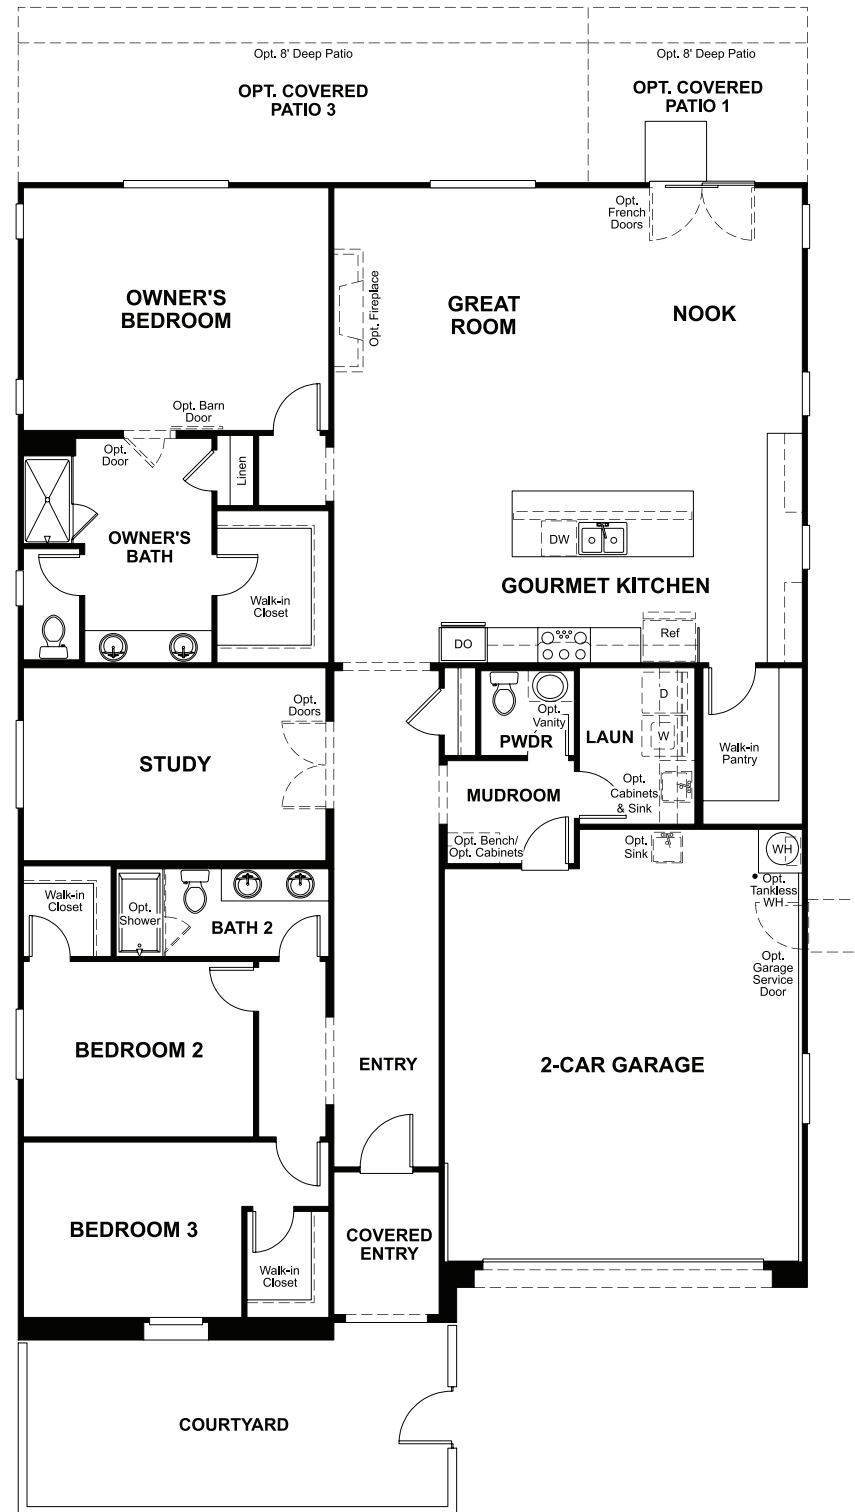 Opt. 8' Deep Patio
OPT. COVERED
PATIO 3
Opt. 8' Deep Patio
OPT. COVERED
PATIO 1
Opt.
French
Doors
OWNER'S
BEDROOM
Opt. Fireplace
GREAT
ROOM
NOOK
Opt. Barn
Door
Opt.
Door
Linen
OWNER'S
BATH
DW
GOURMET KITCHEN
Walk-in
Closet
DO
Ref
Opt.
Doors
STUDY
D
Opt.
Vanity
PWDR
LAUN
W
Walk-in
Pantry
MUDROOM
Opt.
Cabinets
& Sink
Opt. Bench/
Opt. Cabinets
Opt.
Sink
WH
Opt.
Tankless
WH
Walk-in
Closet
Opt.
Shower
BATH 2
Opt.
Garage
Service
Door
BEDROOM 2
ENTRY
2-CAR GARAGE
BEDROOM 3
COVERED
ENTRY
Walk-in
Closet
COURTYARD